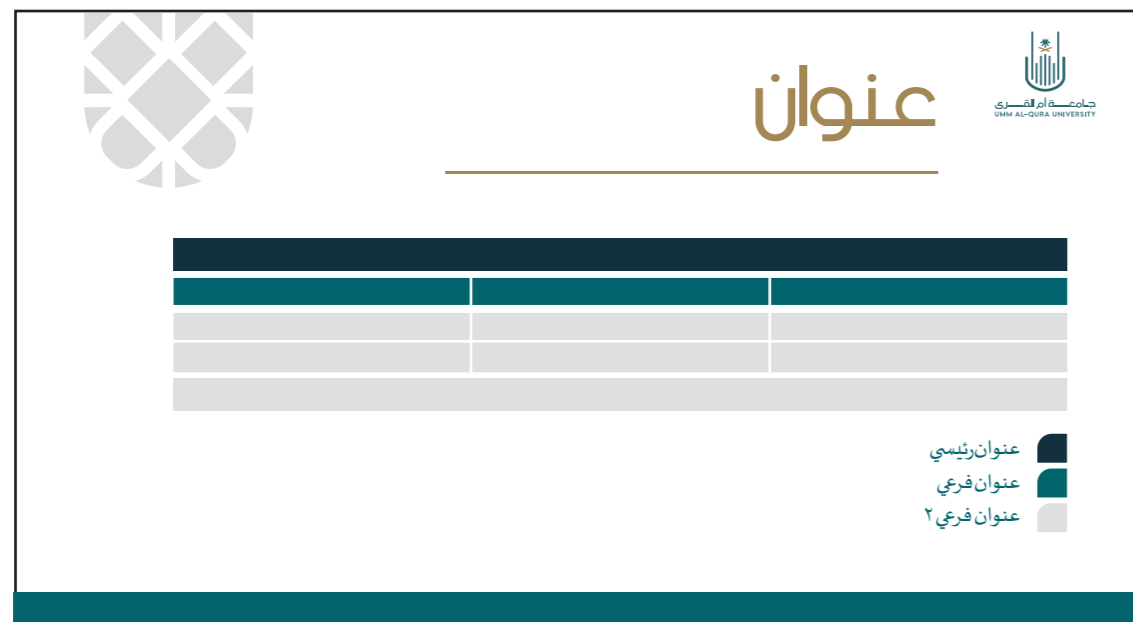 عنوان
جامعة أم القرى
UMM AL-QURA UNIVERSITY
عنوان رئيسي
عنوان فرعي
عنوان فرعي ٢